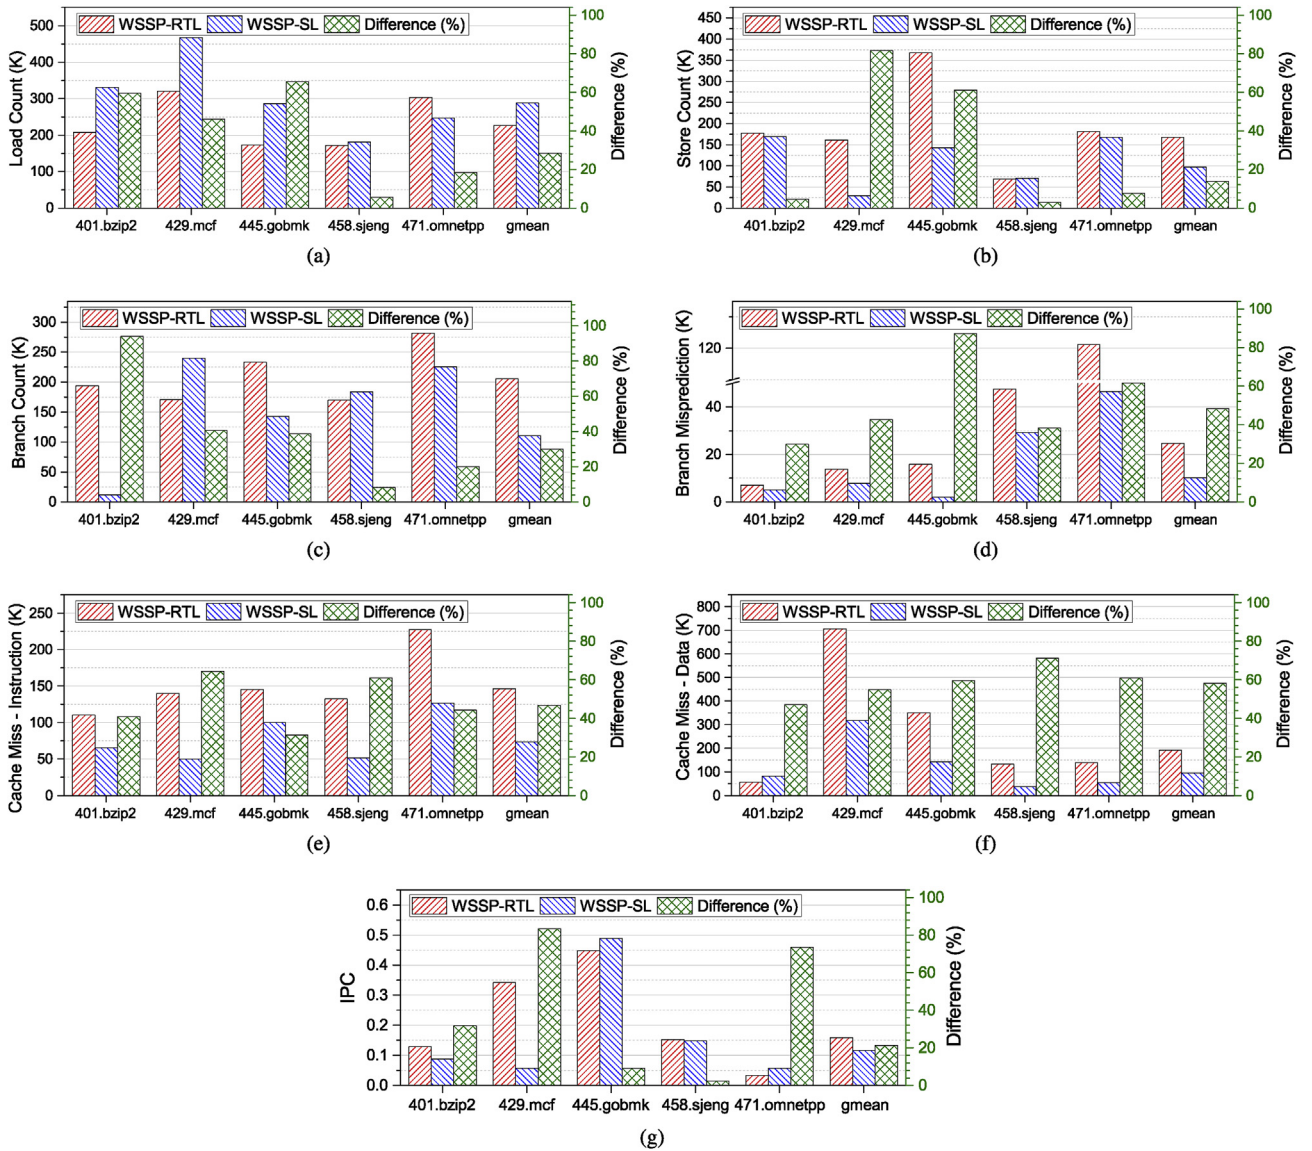 WSSP-RTL WSSP-SL Difference (%)
Load Count (K)
500
400
300
200
100
0
100
80
60
40
20
0
Difference (%)
401.bzip2 429.mcf 445.gobmk 458.sjeng 471.omnetpp gmean
(a)
WSSP-RTL WSSP-SL Difference (%)
Store Count (K)
450
400
350
300
250
200
150
100
50
0
100
80
60
40
20
0
Difference (%)
401.bzip2 429.mcf 445.gobmk 458.sjeng 471.omnetpp gmean
(b)
WSSP-RTL WSSP-SL Difference (%)
Branch Count (K)
300
250
200
150
100
50
0
100
80
60
40
20
0
Difference (%)
401.bzip2 429.mcf 445.gobmk 458.sjeng 471.omnetpp gmean
(c)
WSSP-RTL WSSP-SL Difference (%)
Branch Misprediction (K)
120
40
20
0
100
80
60
40
20
0
Difference (%)
401.bzip2 429.mcf 445.gobmk 458.sjeng 471.omnetpp gmean
(d)
WSSP-RTL WSSP-SL Difference (%)
Cache Miss - Instruction (K)
250
200
150
100
50
0
100
80
60
40
20
0
Difference (%)
401.bzip2 429.mcf 445.gobmk 458.sjeng 471.omnetpp gmean
(e)
WSSP-RTL WSSP-SL Difference (%)
Cache Miss - Data (K)
800
700
600
500
400
300
200
100
0
100
80
60
40
20
0
Difference (%)
401.bzip2 429.mcf 445.gobmk 458.sjeng 471.omnetpp gmean
(f)
WSSP-RTL WSSP-SL Difference (%)
IPC
0.6
0.5
0.4
0.3
0.2
0.1
0.0
100
80
60
40
20
0
Difference (%)
401.bzip2 429.mcf 445.gobmk 458.sjeng 471.omnetpp gmean
(g)